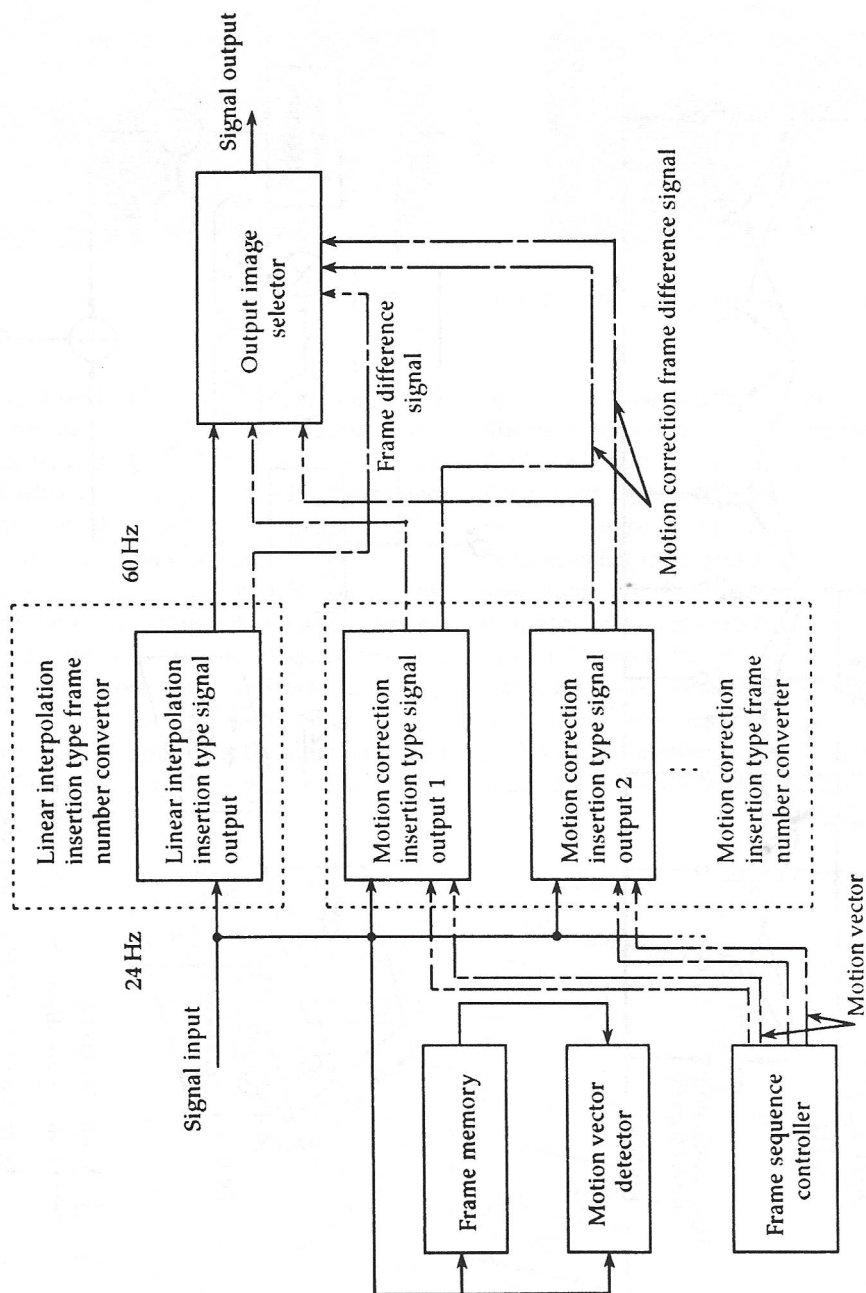 Signal input
24 Hz
60 Hz
Linear interpolation
insertion type frame
number convertor
Linear interpolation
insertion type signal
output
Motion correction
insertion type signal
output 1
Motion correction
insertion type signal
output 2
Motion correction
insertion type frame
number converter
Frame memory
Motion vector
detector
Frame sequence
controller
Motion vector
Output image
selector
Signal output
Frame difference
signal
Motion correction frame difference signal